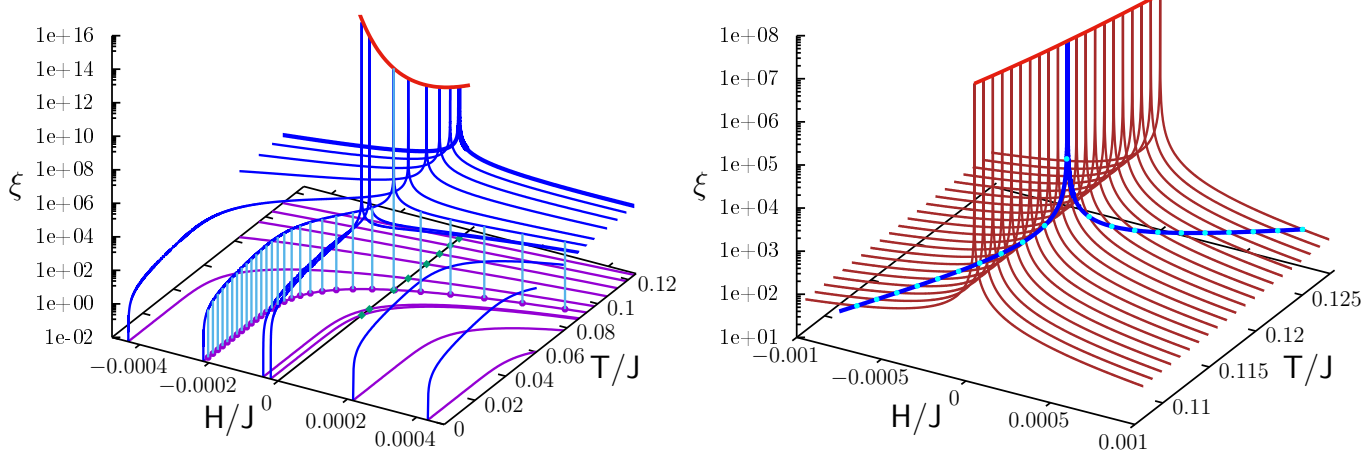 1e+16
1e+14
1e+12
1e+10
1e+08
1e+06
1e+04
1e+02
1e+00
1e-02
ξ
−0.0004
−0.0002
0
0.0002
0.0004
H/J
0
0.02
0.04
0.06
0.08
0.1
0.12
T/J
1e+08
1e+07
1e+06
1e+05
1e+04
1e+03
1e+02
1e+01
ξ
−0.001
−0.0005
0
0.0005
0.001
H/J
0.11
0.115
0.12
0.125
T/J